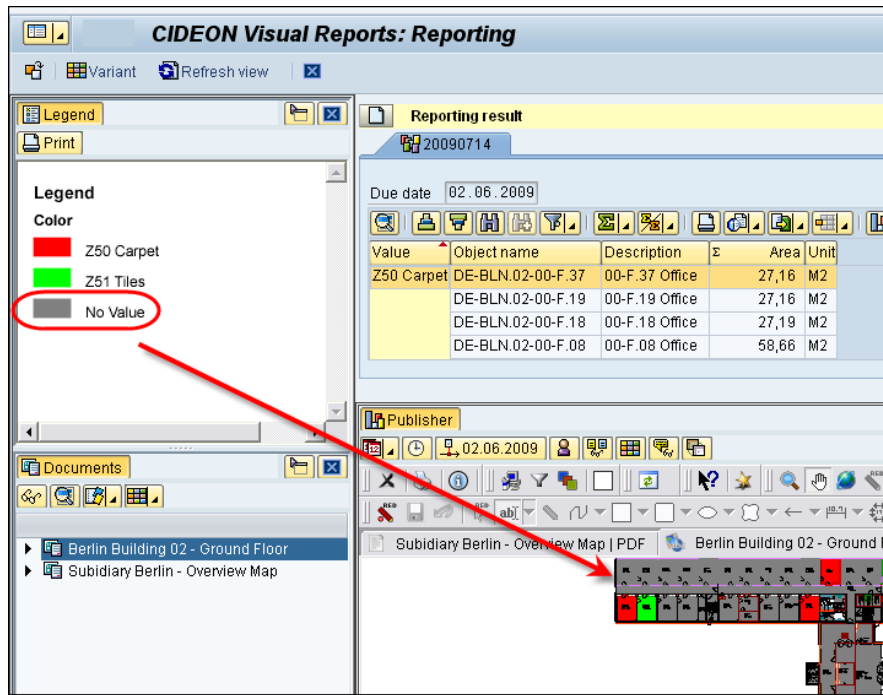 CIDEON Visual Reports: Reporting
Variant Refresh view
Legend
Print
Legend
Color
Z50 Carpet
Z51 Tiles
No Value
Documents
Berlin Building 02 - Ground Floor
Subidiary Berlin - Overview Map
Reporting result
20090714
Due date 02.06.2009
Value Object name Description Σ Area Unit
Z50 Carpet DE-BLN.02-00-F.37 00-F.37 Office 27,16 M2
DE-BLN.02-00-F.19 00-F.19 Office 27,16 M2
DE-BLN.02-00-F.18 00-F.18 Office 27,19 M2
DE-BLN.02-00-F.08 00-F.08 Office 58,66 M2
Publisher
02.06.2009
Subidiary Berlin - Overview Map | PDF Berlin Building 02 - Ground